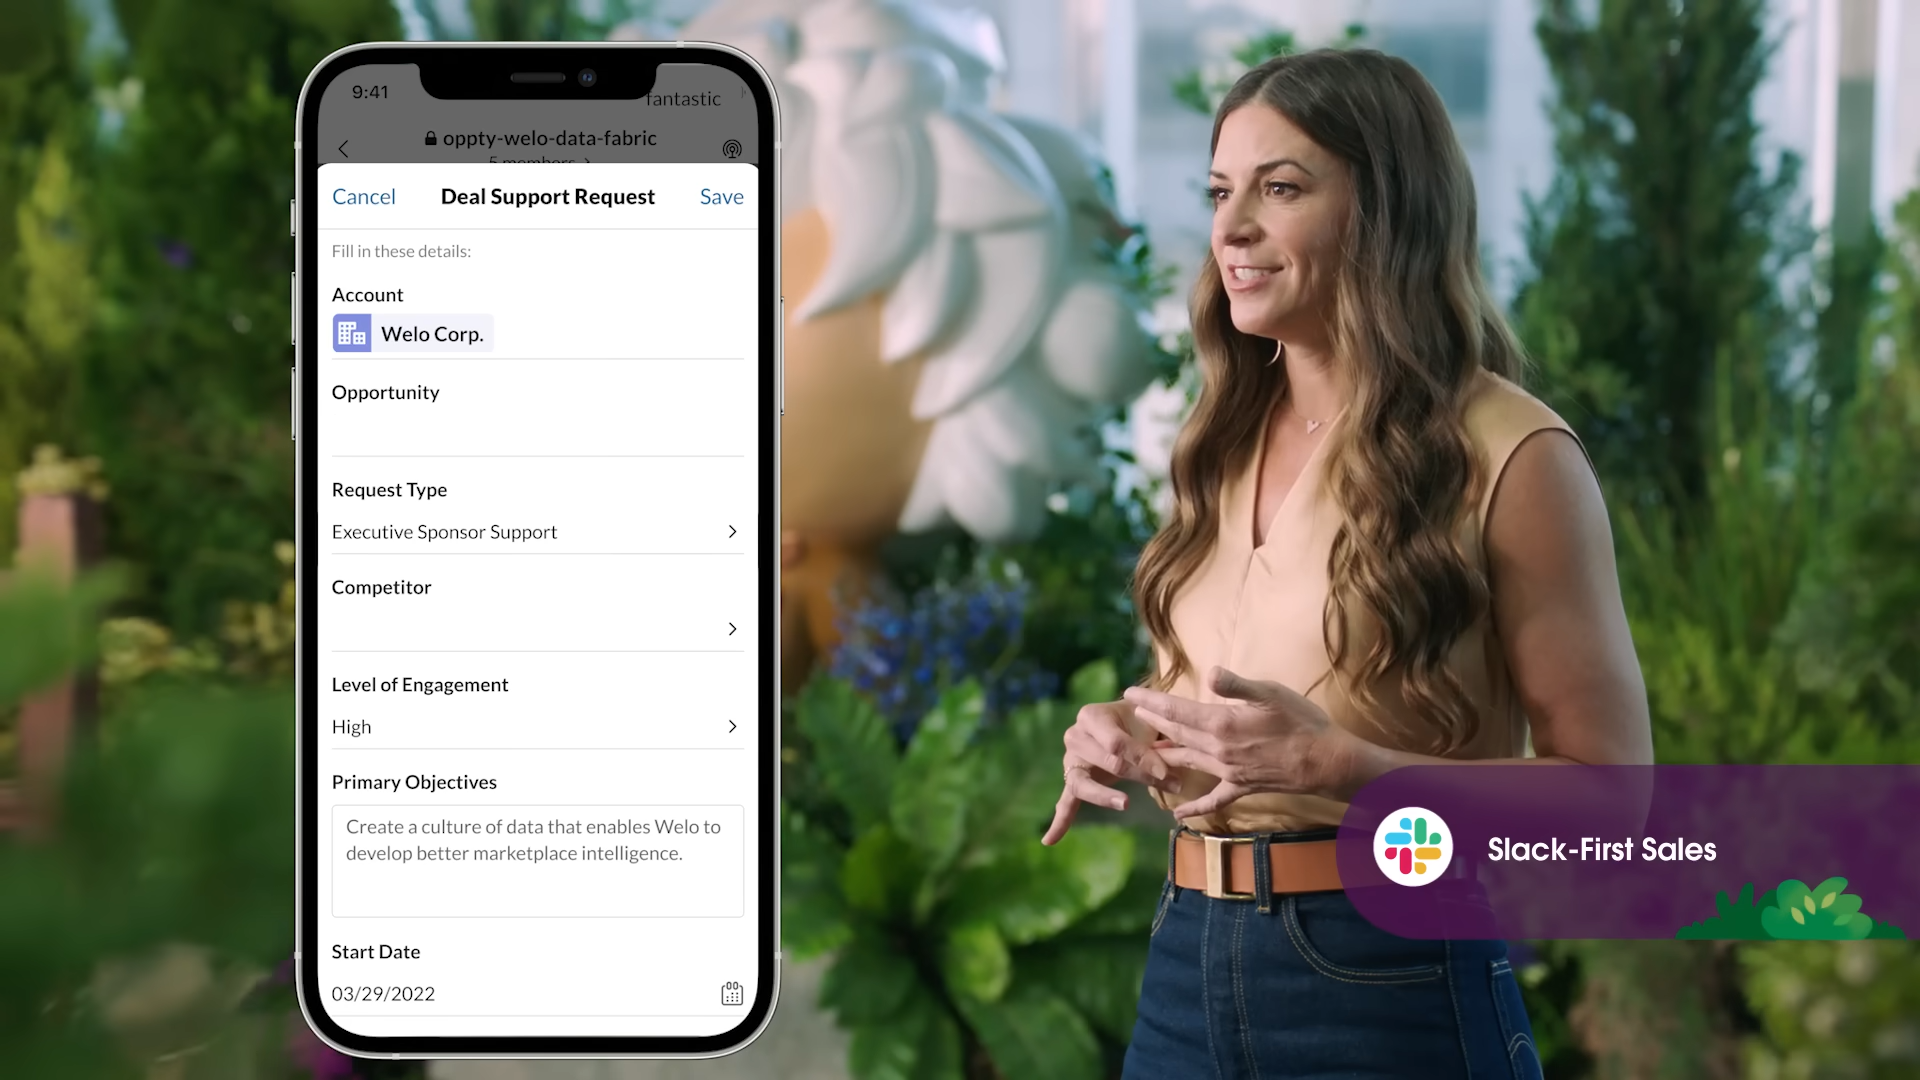 9:41
fantastic
oppty-welo-data-fabric
5 members
Cancel Deal Support Request Save
Fill in these details:
Account
Welo Corp.
Opportunity
Request Type
Executive Sponsor Support
Competitor
Level of Engagement
High
Primary Objectives
Create a culture of data that enables Welo to
develop better marketplace intelligence.
Start Date
03/29/2022
Slack-First Sales